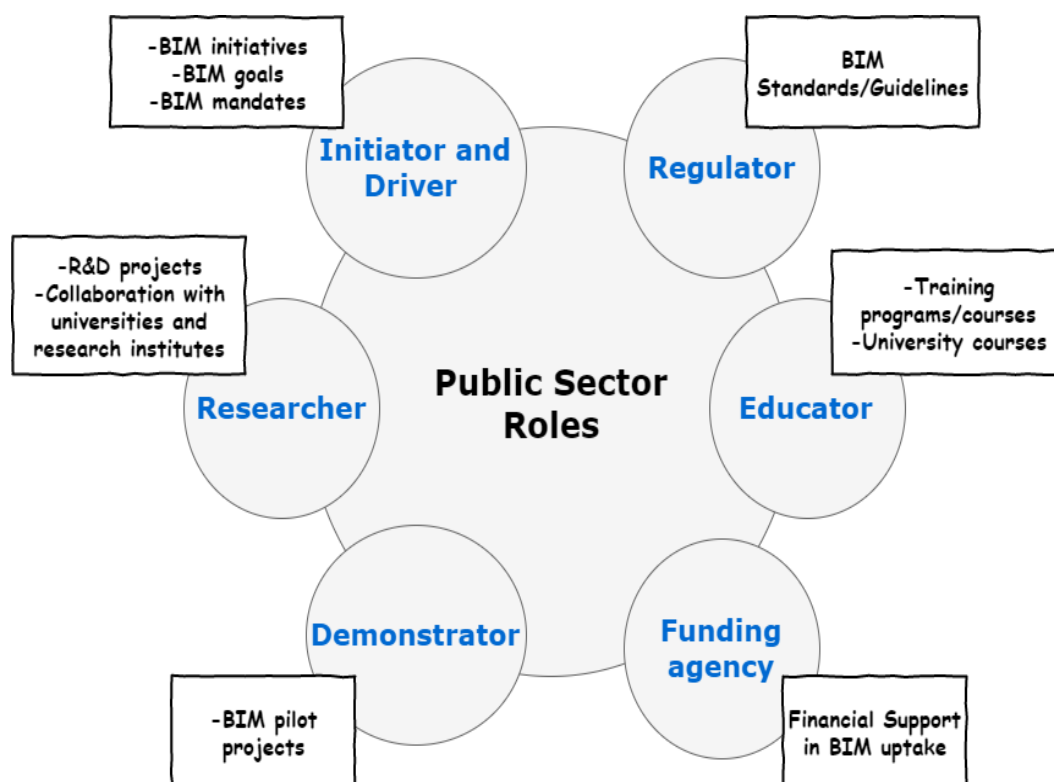 -BIM initiatives
-BIM goals
-BIM mandates
BIM
Standards/Guidelines
Initiator and
Driver
Regulator
-R&D projects
-Collaboration with
universities and
research institutes
-Training
programs/courses
-University courses
Researcher
Public Sector
Roles
Educator
Demonstrator
Funding
agency
-BIM pilot
projects
Financial Support
in BIM uptake